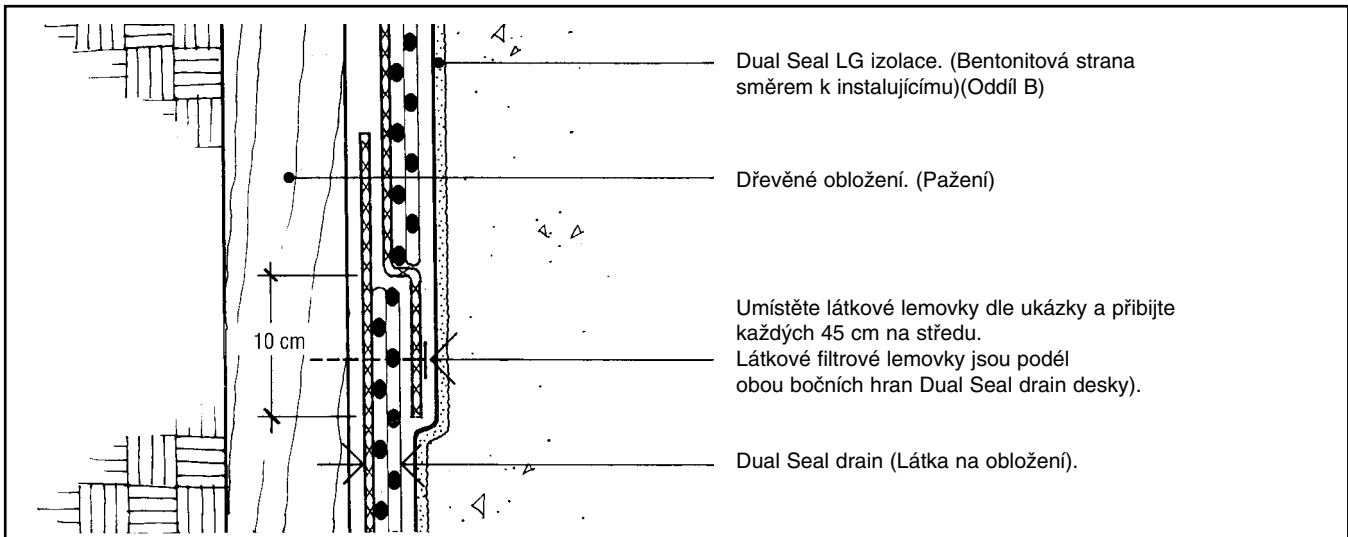 Dual Seal LG izolace. (Bentonitová strana
směrem k instalujícímu)(Oddíl B)
Dřevěné obložení. (Pažení)
Umístěte látkové lemovky dle ukázky a přibijte
každých 45 cm na středu.
Látkové filtrové lemovky jsou podél
obou bočních hran Dual Seal drain desky).
10 cm
Dual Seal drain (Látka na obložení).